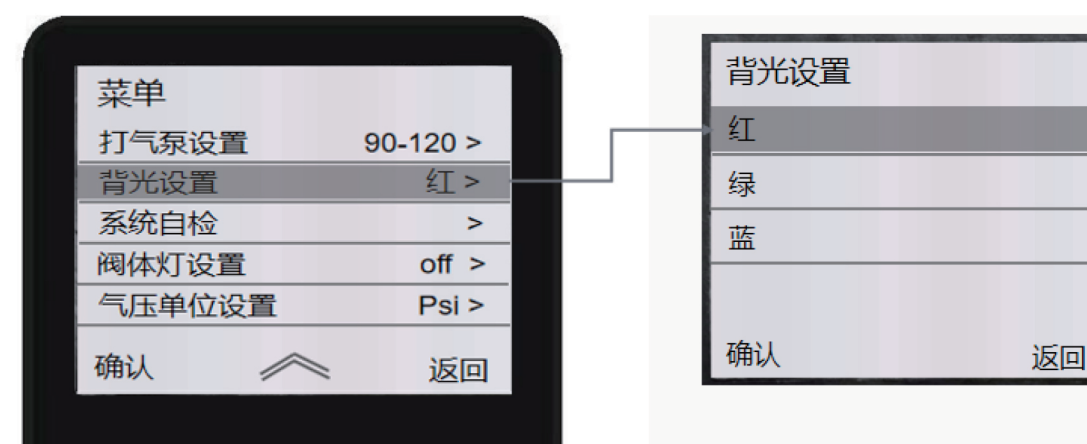 菜单
打气泵设置 90-120 >
背光设置 红 >
系统自检 >
阀体灯设置 off >
气压单位设置 Psi >
确认 返回
背光设置
红
绿
蓝
确认 返回